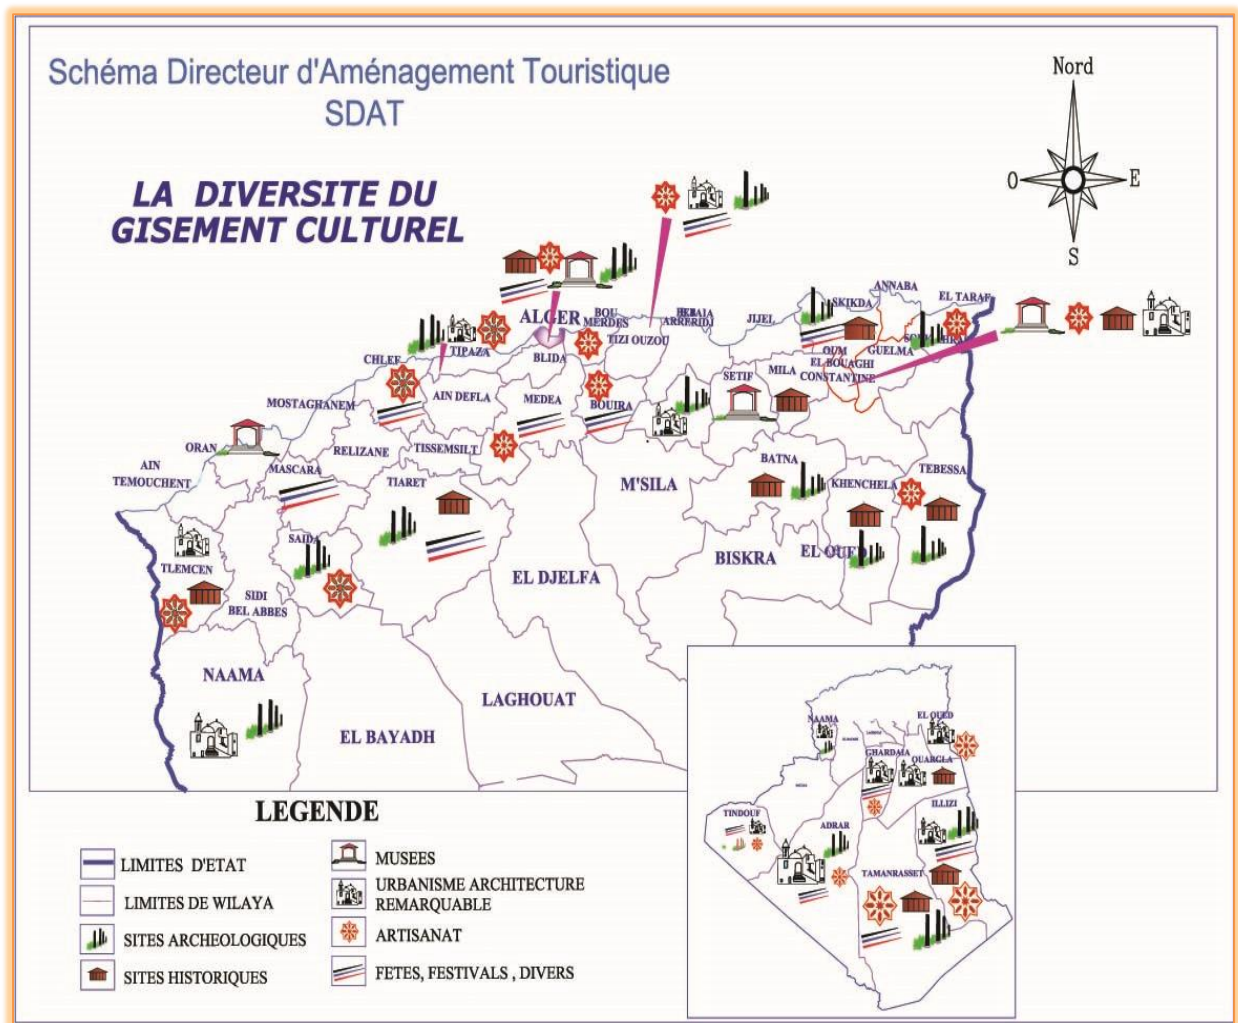 Schéma Directeur d'Aménagement Touristique
SDAT
Nord
LA DIVERSITE DU
GISEMENT CULTUREL
O
E
S
ANNABA
EL TARAF
SKIKDA
ALGER
BOU
MERDES
JIJEL
ARRERIDJ
TIZI OUZOU
TIPAZA
BLIDA
CHLEF
GUELMA
OUM
EL BOUAGHI
CONSTANTINE
MILA
SETIF
AIN DEFLA
MEDEA
BOUIRA
MOSTAGHANEM
ORAN
RELIZANE
TISSEMSILT
AIN
TEMOUCHENT
MASCARA
TIARET
M'SILA
BATNA
TEBESSA
KHENCHELA
SAIDA
TLEMCEN
SIDI
BEL ABBES
EL DJELFA
BISKRA
EL OUED
NAAMA
LAGHOUAT
EL BAYADH
NAAMA
EL OUED
GHARDAIA
OUARGLA
TINDOUF
ADRAR
ILLIZI
TAMANRASSET
LEGENDE
LIMITES D'ETAT
LIMITES DE WILAYA
SITES ARCHEOLOGIQUES
SITES HISTORIQUES
MUSEES
URBANISME ARCHITECTURE
REMARQUABLE
ARTISANAT
FETES, FESTIVALS , DIVERS